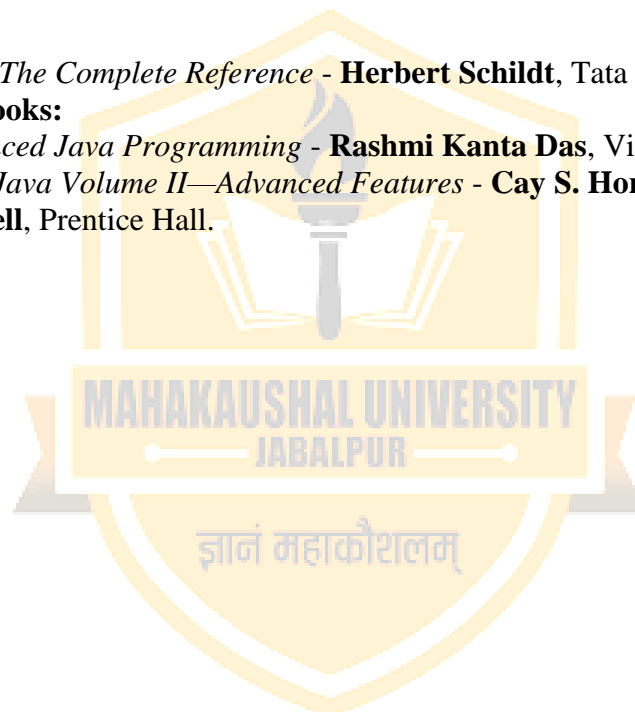 The Complete Reference - Herbert Schildt, Tata
ooks:
ced Java Programming - Rashmi Kanta Das, Vi
Java Volume II—Advanced Features - Cay S. Hor
ell, Prentice Hall.
MAHAKAUSHAL UNIVERSITY
JABALPUR
ज्ञानं महाकौशलम्